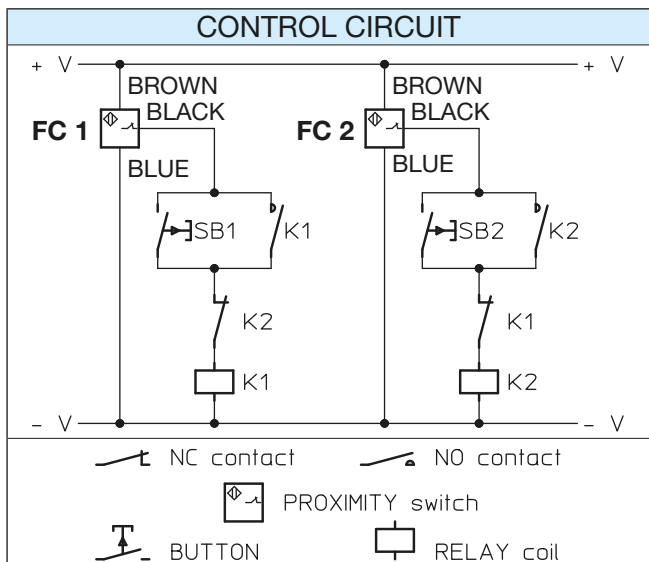 CONTROL CIRCUIT
+ V + V
BROWN BROWN
BLACK BLACK
FC 1 FC 2
BLUE BLUE
SB1 K1 SB2 K2
K2 K1
K1 K2
- V - V
NC contact NO contact
PROXIMITY switch
BUTTON RELAY coil